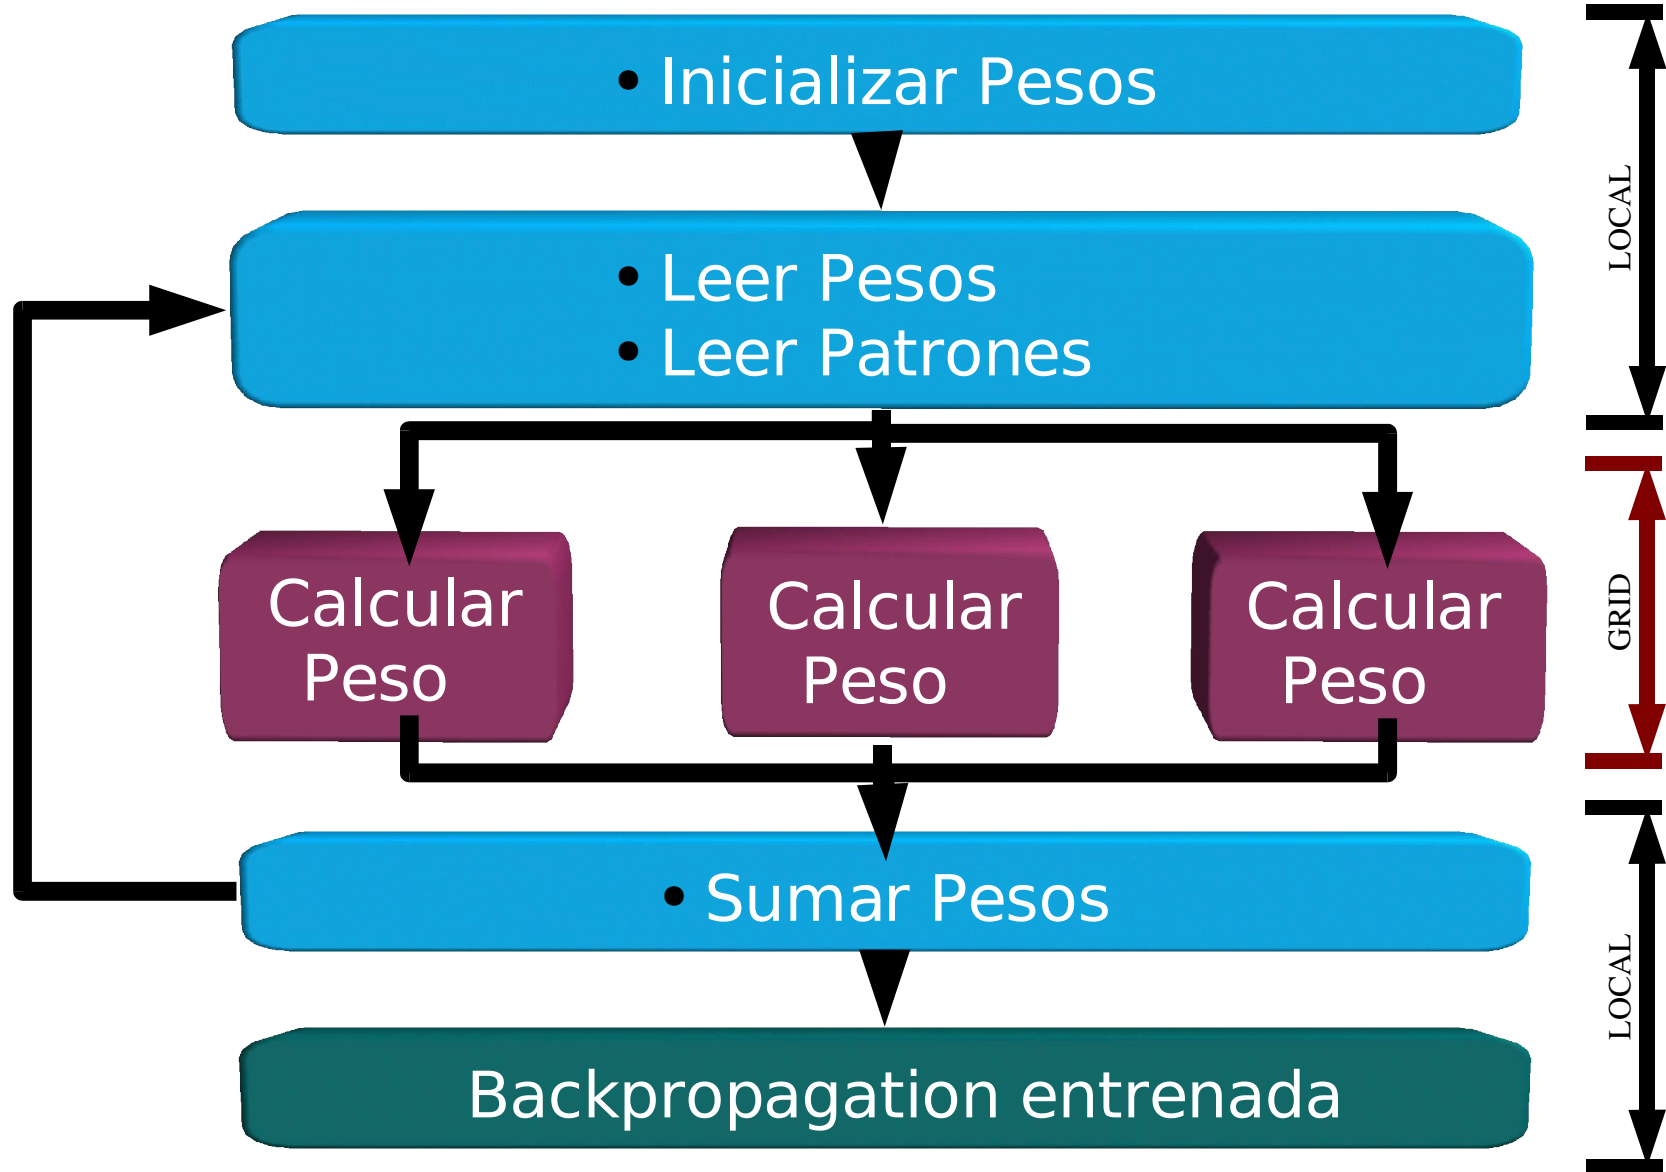 • Inicializar Pesos
LOCAL
• Leer Pesos
• Leer Patrones
Calcular
Peso
Calcular
Peso
Calcular
Peso
GRID
• Sumar Pesos
LOCAL
Backpropagation entrenada